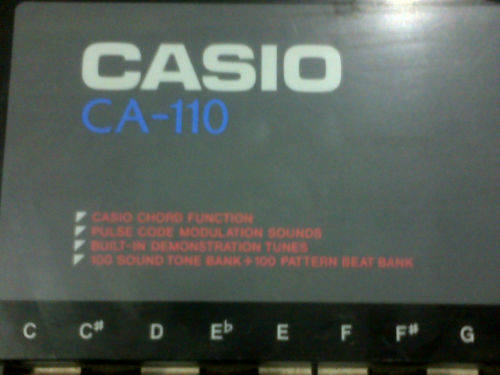 CASIO
CA-110
CASIO CHORD FUNCTION
PULSE CODE MODULATION SOUNDS
BUILT-IN DEMONSTRATION TUNES
100 SOUND TONE BANK + 100 PATTERN BEAT BANK
C C# D E♭ E F F# G